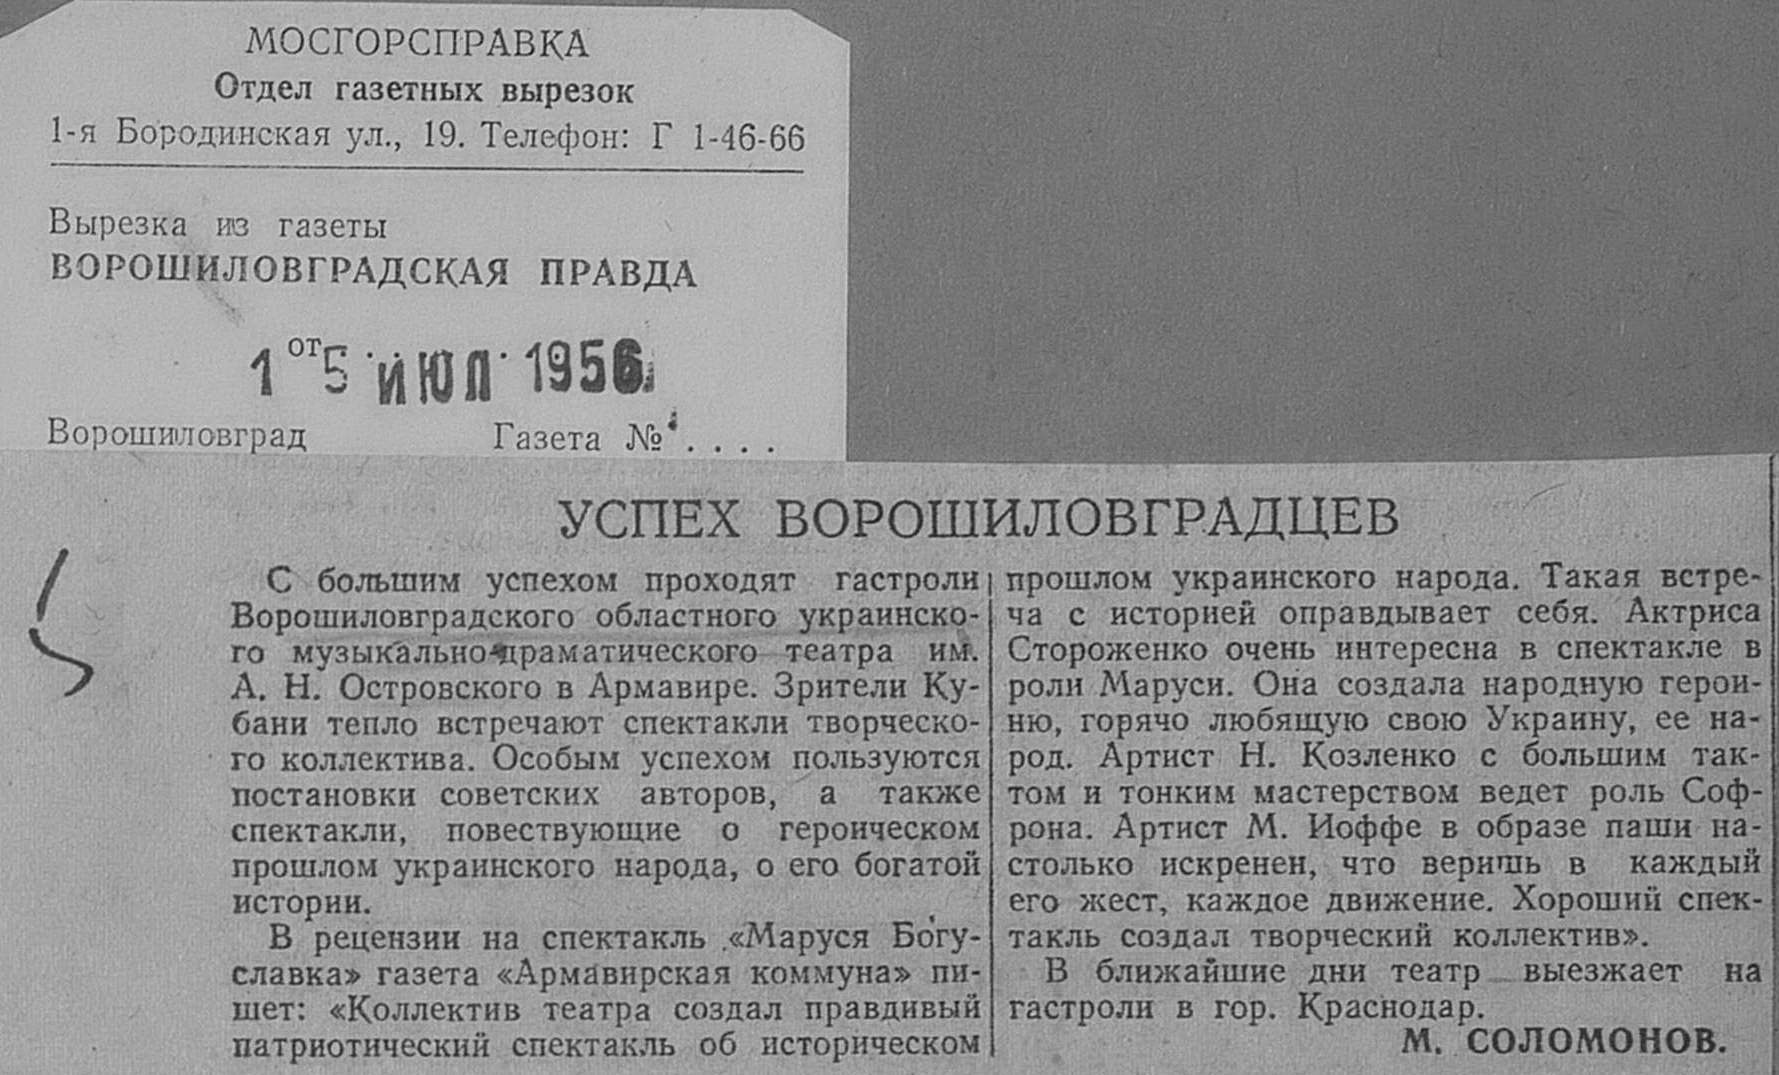 МОСГОРСПРАВКА
Отдел газетных вырезок
1-я Бородинская ул., 19. Телефон: Г 1-46-66
Вырезка из газеты
ВОРОШИЛОВГРАДСКАЯ ПРАВДА
от
15 ИЮЛ 1956
Ворошиловград Газета № . . . .
УСПЕХ ВОРОШИЛОВГРАДЦЕВ
С большим успехом проходят гастроли
Ворошиловградского областного украинско-
го музыкально-драматического театра им.
А. Н. Островского в Армавире. Зрители Ку-
бани тепло встречают спектакли творческо-
го коллектива. Особым успехом пользуются
постановки советских авторов, а также
спектакли, повествующие о героическом
прошлом украинского народа, о его богатой
истории.
В рецензии на спектакль «Маруся Богу-
славка» газета «Армавирская коммуна» пи-
шет: «Коллектив театра создал правдивый
патриотический спектакль об историческом
прошлом украинского народа. Такая встре-
ча с историей оправдывает себя. Актриса
Стороженко очень интересна в спектакле в
роли Маруси. Она создала народную герои-
ню, горячо любящую свою Украину, ее на-
род. Артист Н. Козленко с большим так-
том и тонким мастерством ведет роль Соф-
рона. Артист М. Иоффе в образе паши на-
столько искренен, что веришь в каждый
его жест, каждое движение. Хороший спек-
такль создал творческий коллектив».
В ближайшие дни театр выезжает на
гастроли в гор. Краснодар.
М. СОЛОМОНОВ.